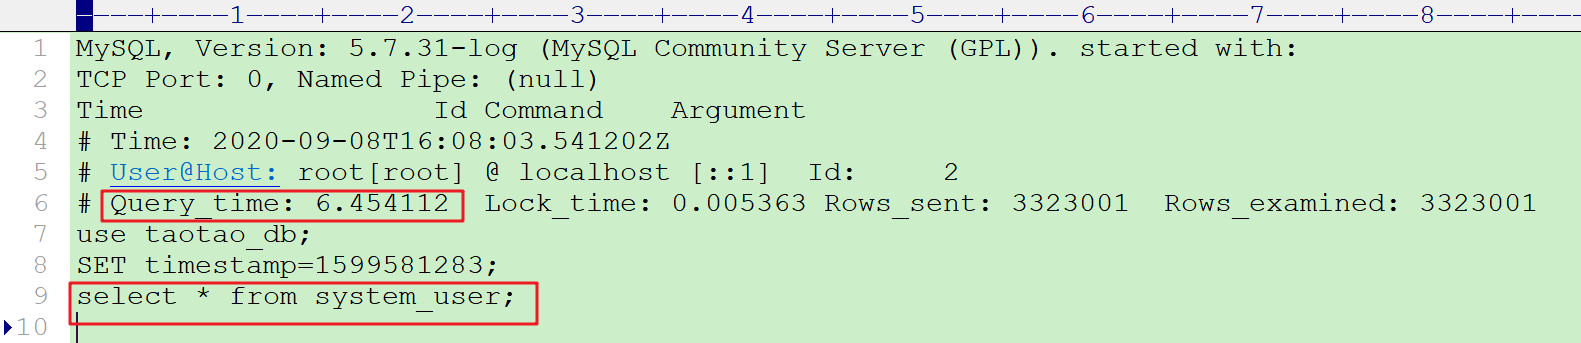 ----+----1----+----2----+----3----+----4----+----5----+----6----+----7----+----8----+----
1 MySQL, Version: 5.7.31-log (MySQL Community Server (GPL)). started with:
2 TCP Port: 0, Named Pipe: (null)
3 Time                 Id Command    Argument
4 # Time: 2020-09-08T16:08:03.541202Z
5 # User@Host: root[root] @ localhost [::1]  Id:     2
6 # Query_time: 6.454112  Lock_time: 0.005363 Rows_sent: 3323001  Rows_examined: 3323001
7 use taotao_db;
8 SET timestamp=1599581283;
9 select * from system_user;
10